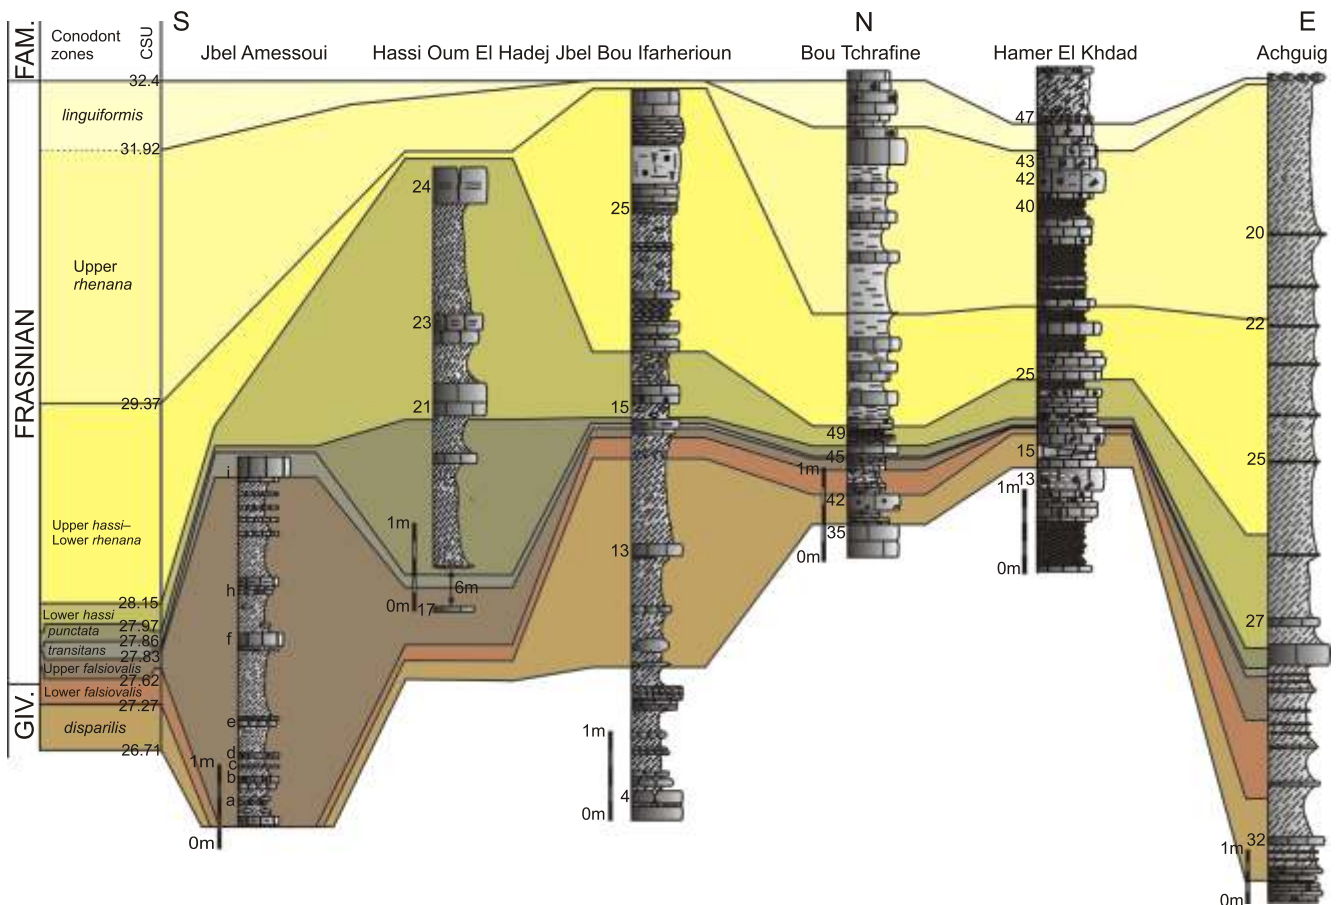 S
N
E
FAM.
Conodont
zones
CSU
Jbel Amessoui
Hassi Oum El Hadej
Jbel Bou Ifarherioun
Bou Tchrafine
Hamer El Khdad
Achguig
32.4
linguiformis
31.92
Upper
rhenana
FRASNIAN
29.37
Upper hassi–
Lower rhenana
28.15
Lower hassi
27.97
punctata
27.86
transitans
27.83
Upper falsiovalis
27.62
Lower falsiovalis
27.27
GIV.
disparilis
26.71
i
h
f
e
d
c
b
a
1m
0m
24
23
21
1m
6m
0m
17
25
15
13
1m
4
0m
49
45
1m
42
35
0m
47
43
42
40
25
15
13
1m
0m
20
22
25
27
32
1m
0m